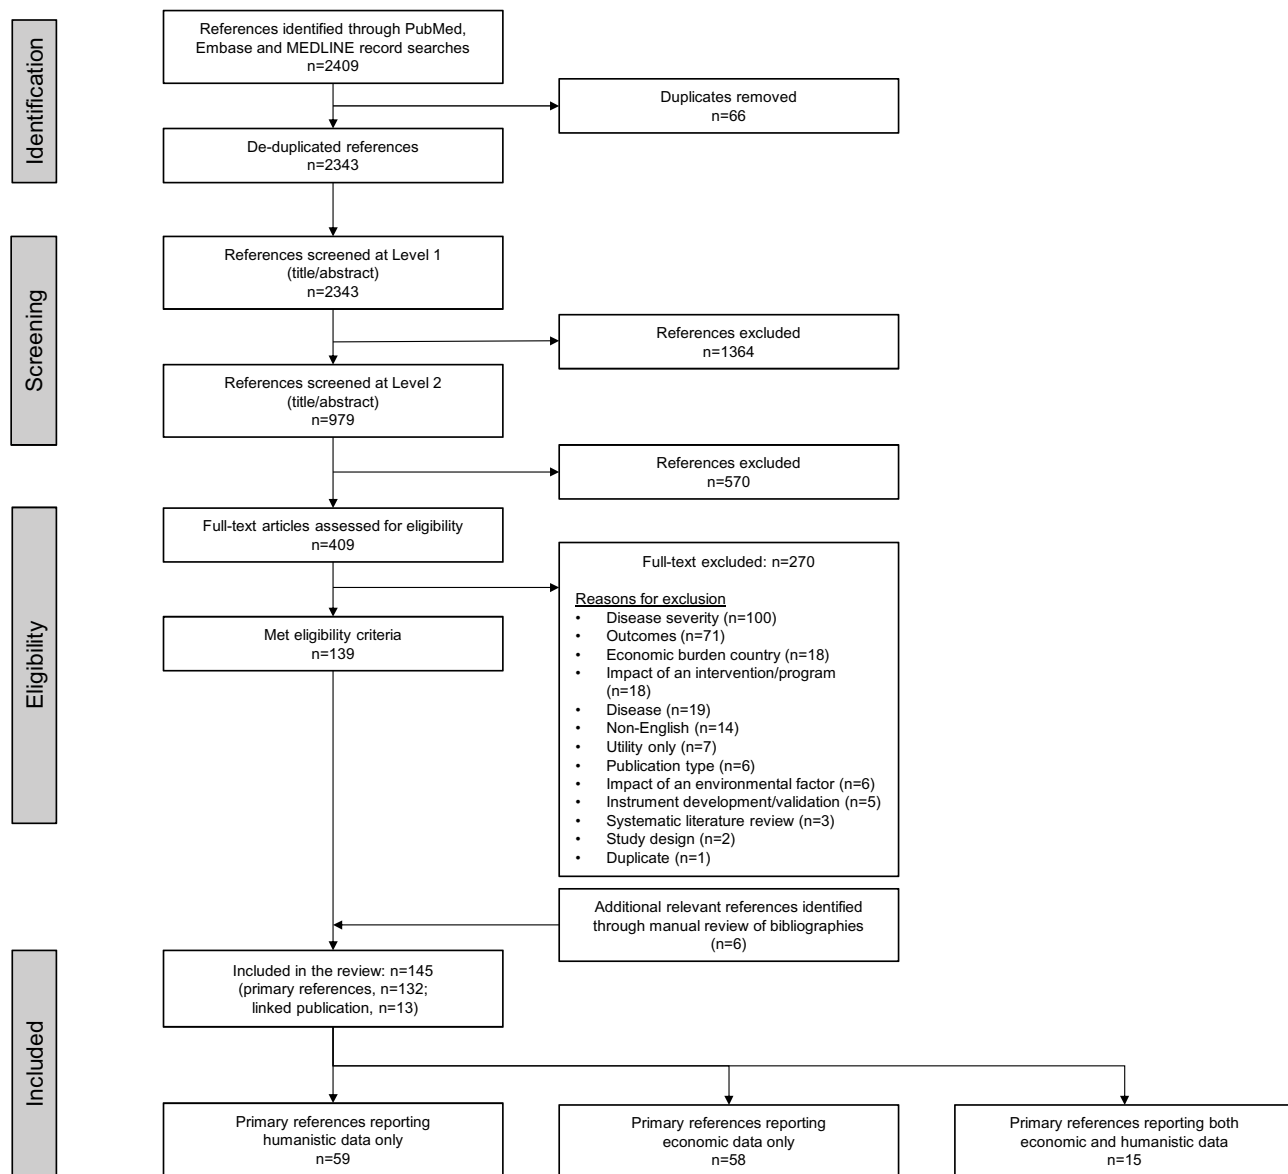 Identification
References identified through PubMed,
Embase and MEDLINE record searches
n=2409
Duplicates removed
n=66
De-duplicated references
n=2343
Screening
References screened at Level 1
(title/abstract)
n=2343
References excluded
n=1364
References screened at Level 2
(title/abstract)
n=979
References excluded
n=570
Eligibility
Full-text articles assessed for eligibility
n=409
Full-text excluded: n=270
Reasons for exclusion
• Disease severity (n=100)
• Outcomes (n=71)
• Economic burden country (n=18)
• Impact of an intervention/program
(n=18)
• Disease (n=19)
• Non-English (n=14)
• Utility only (n=7)
• Publication type (n=6)
• Impact of an environmental factor (n=6)
• Instrument development/validation (n=5)
• Systematic literature review (n=3)
• Study design (n=2)
• Duplicate (n=1)
Met eligibility criteria
n=139
Additional relevant references identified
through manual review of bibliographies
(n=6)
Included
Included in the review: n=145
(primary references, n=132;
linked publication, n=13)
Primary references reporting
humanistic data only
n=59
Primary references reporting
economic data only
n=58
Primary references reporting both
economic and humanistic data
n=15